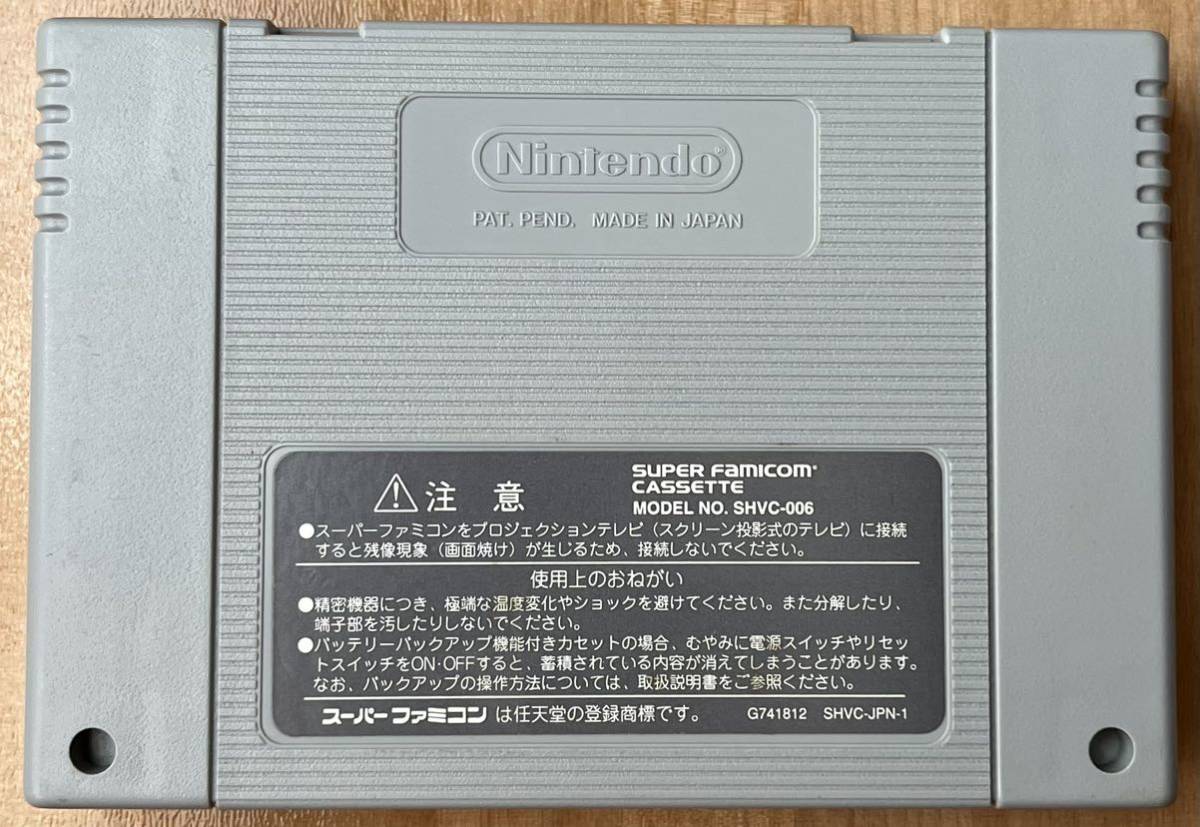 Nintendo®
PAT. PEND. MADE IN JAPAN
⚠注 意
SUPER FAMICOM®
CASSETTE
MODEL NO. SHVC-006
●スーパーファミコンをプロジェクションテレビ（スクリーン投影式のテレビ）に接続
すると残像現象（画面焼け）が生じるため、接続しないでください。
使用上のおねがい
●精密機器につき、極端な温度変化やショックを避けてください。また分解したり、
端子部を汚したりしないでください。
●バッテリーバックアップ機能付きカセットの場合、むやみに電源スイッチやリセッ
トスイッチをON・OFFすると、蓄積されている内容が消えてしまうことがあります。
なお、バックアップの操作方法については、取扱説明書をご参照ください。
スーパーファミコンは任天堂の登録商標です。 G741812 SHVC-JPN-1